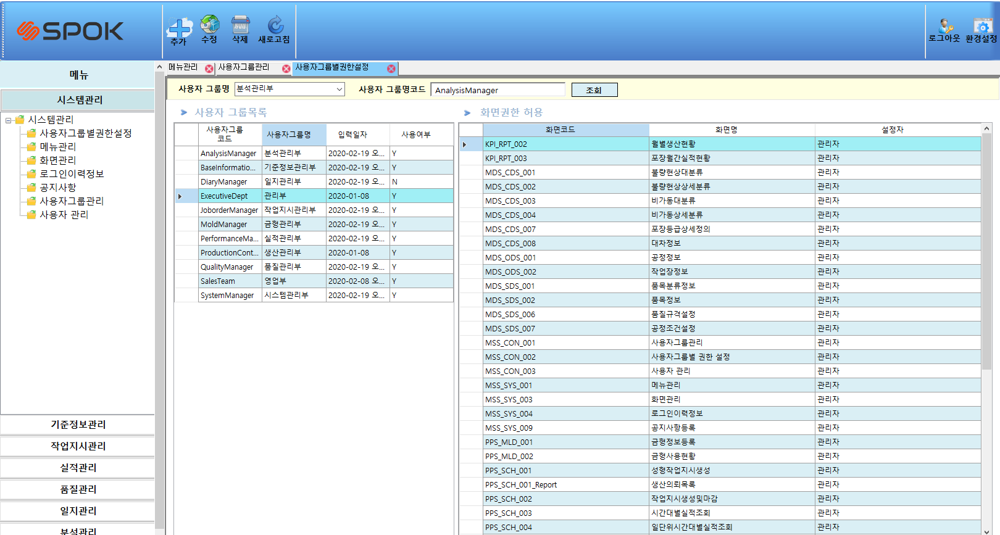 SPOK
추가
수정
삭제
새로고침
로그아웃
환경설정
메뉴
시스템관리
시스템관리
사용자그룹별권한설정
메뉴관리
화면관리
로그인이력정보
공지사항
사용자그룹관리
사용자 관리
기준정보관리
작업지시관리
실적관리
품질관리
일지관리
분석관리
메뉴관리
사용자그룹관리
사용자그룹별권한설정
사용자 그룹명 분석관리부 사용자 그룹명코드 AnalysisManager 조회
사용자 그룹목록
사용자그룹 코드 사용자그룹명 입력일자 사용여부
AnalysisManager 분석관리부 2020-02-19 오... Y
BaseInformatio... 기준정보관리부 2020-02-19 오... Y
DiaryManager 일지관리부 2020-02-19 오... N
ExecutiveDept 관리부 2020-01-08 Y
JoborderManager 작업지시관리부 2020-02-19 오... Y
MoldManager 금형관리부 2020-02-19 오... Y
PerformanceMa... 실적관리부 2020-02-19 오... Y
ProductionCont... 생산관리부 2020-01-08 Y
QualityManager 품질관리부 2020-02-19 오... Y
SalesTeam 영업부 2020-02-08 오... Y
SystemManager 시스템관리부 2020-02-19 오... Y
화면권한 허용
화면코드 화면명 설정자
KPI_RPT_002 월별생산현황 관리자
KPI_RPT_003 포장월간실적현황 관리자
MDS_CDS_001 불량현상대분류 관리자
MDS_CDS_002 불량현상상세분류 관리자
MDS_CDS_003 비가동대분류 관리자
MDS_CDS_004 비가동상세분류 관리자
MDS_CDS_007 포장등급상세정의 관리자
MDS_CDS_008 대차정보 관리자
MDS_ODS_001 공정정보 관리자
MDS_ODS_002 작업장정보 관리자
MDS_SDS_001 품목분류정보 관리자
MDS_SDS_002 품목정보 관리자
MDS_SDS_006 품질규격설정 관리자
MDS_SDS_007 공정조건설정 관리자
MSS_CON_001 사용자그룹관리 관리자
MSS_CON_002 사용자그룹별 권한 설정 관리자
MSS_CON_003 사용자 관리 관리자
MSS_SYS_001 메뉴관리 관리자
MSS_SYS_003 화면관리 관리자
MSS_SYS_004 로그인이력정보 관리자
MSS_SYS_009 공지사항등록 관리자
PPS_MLD_001 금형정보등록 관리자
PPS_MLD_002 금형사용현황 관리자
PPS_SCH_001 성형작업지시생성 관리자
PPS_SCH_001_Report 생산의뢰목록 관리자
PPS_SCH_002 작업지시생성및마감 관리자
PPS_SCH_003 시간대별실적조회 관리자
PPS_SCH_004 일단위시간대별실적조회 관리자